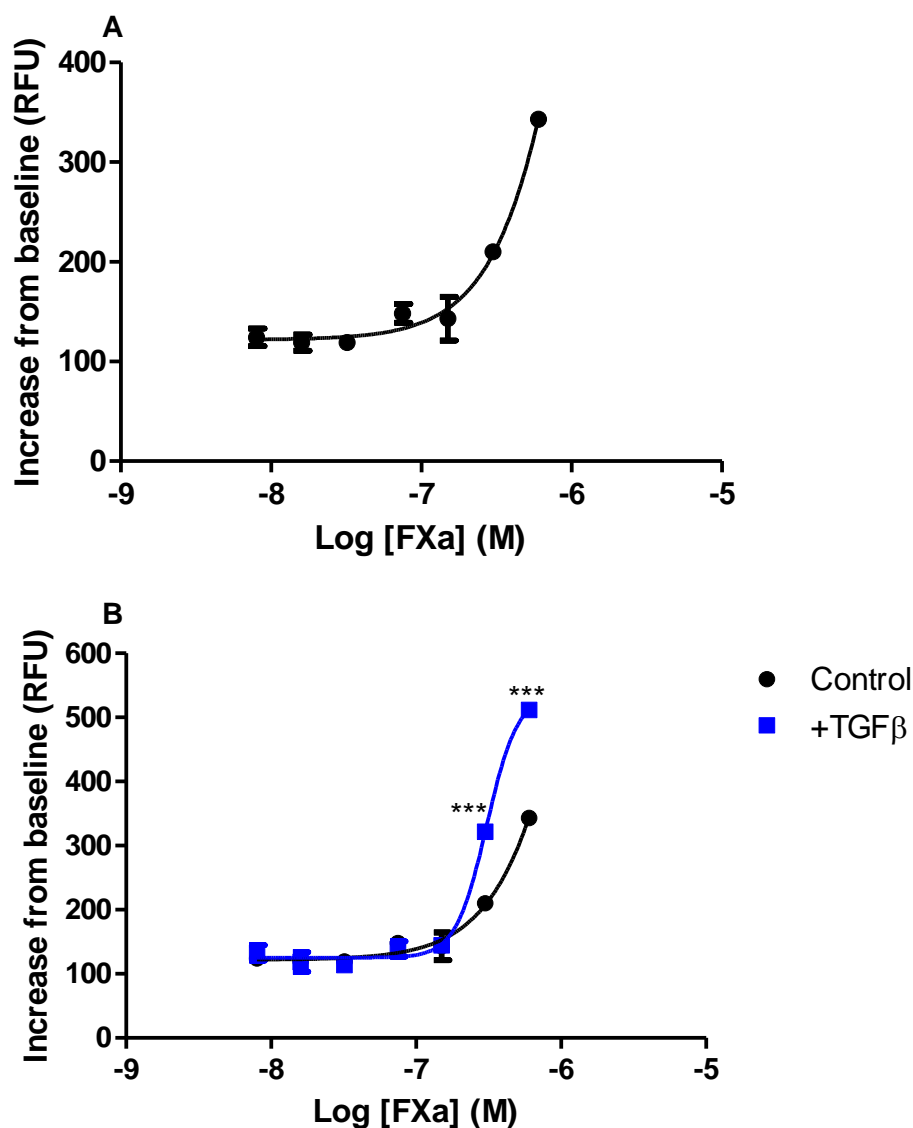 A
Increase from baseline (RFU)
400
300
200
100
0
-9 -8 -7 -6 -5
Log [FXa] (M)
B
Increase from baseline (RFU)
600
500
400
300
200
100
0
***
***
-9 -8 -7 -6 -5
Log [FXa] (M)
Control
+TGFβ